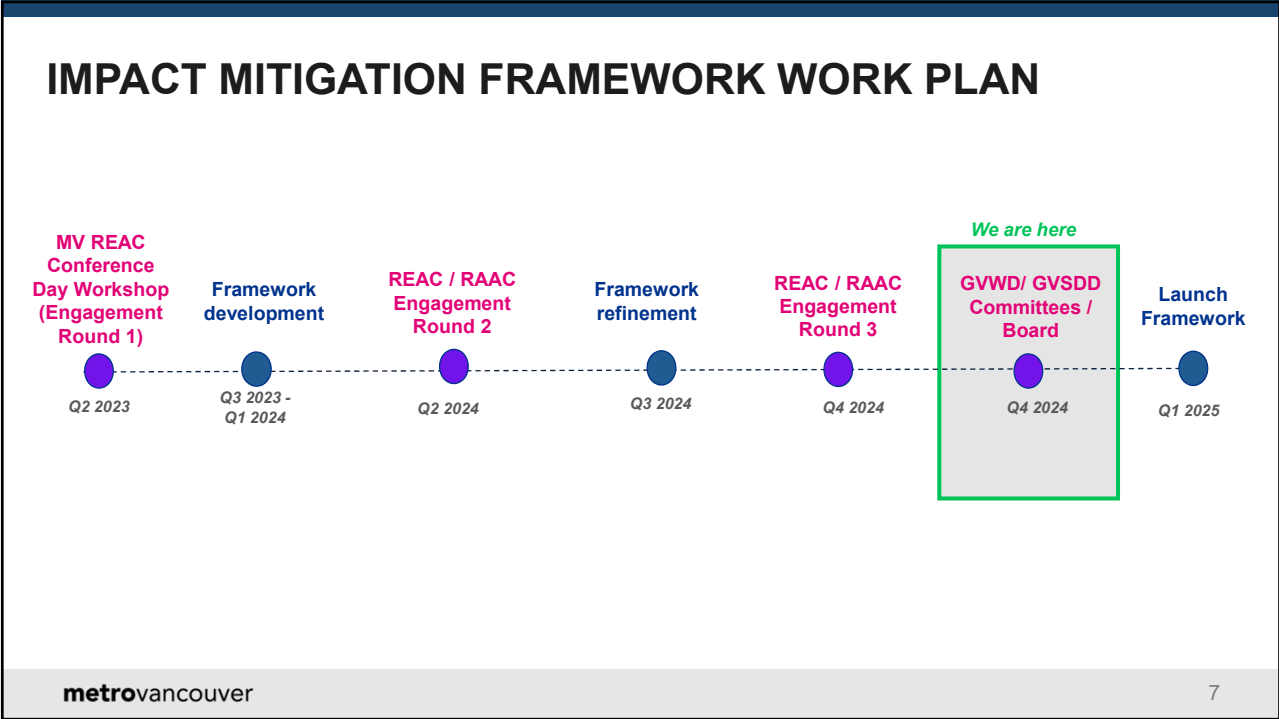 IMPACT MITIGATION FRAMEWORK WORK PLAN
MV REAC
Conference
Day Workshop
(Engagement
Round 1)
Q2 2023
Framework
development
Q3 2023 -
Q1 2024
REAC / RAAC
Engagement
Round 2
Q2 2024
Framework
refinement
Q3 2024
REAC / RAAC
Engagement
Round 3
Q4 2024
We are here
GVWD/ GVSDD
Committees /
Board
Q4 2024
Launch
Framework
Q1 2025
metrovancouver
7